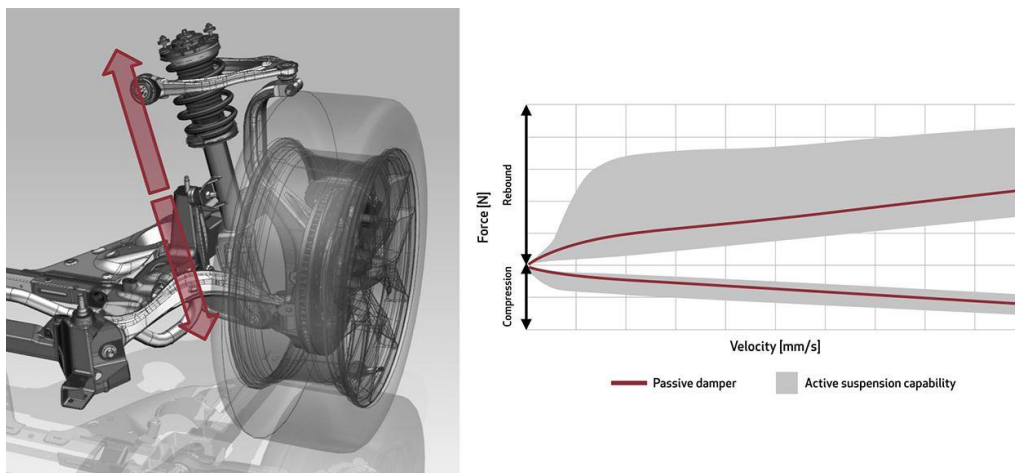 Force [N]
Rebound
Compression
Velocity [mm/s]
Passive damper
Active suspension capability